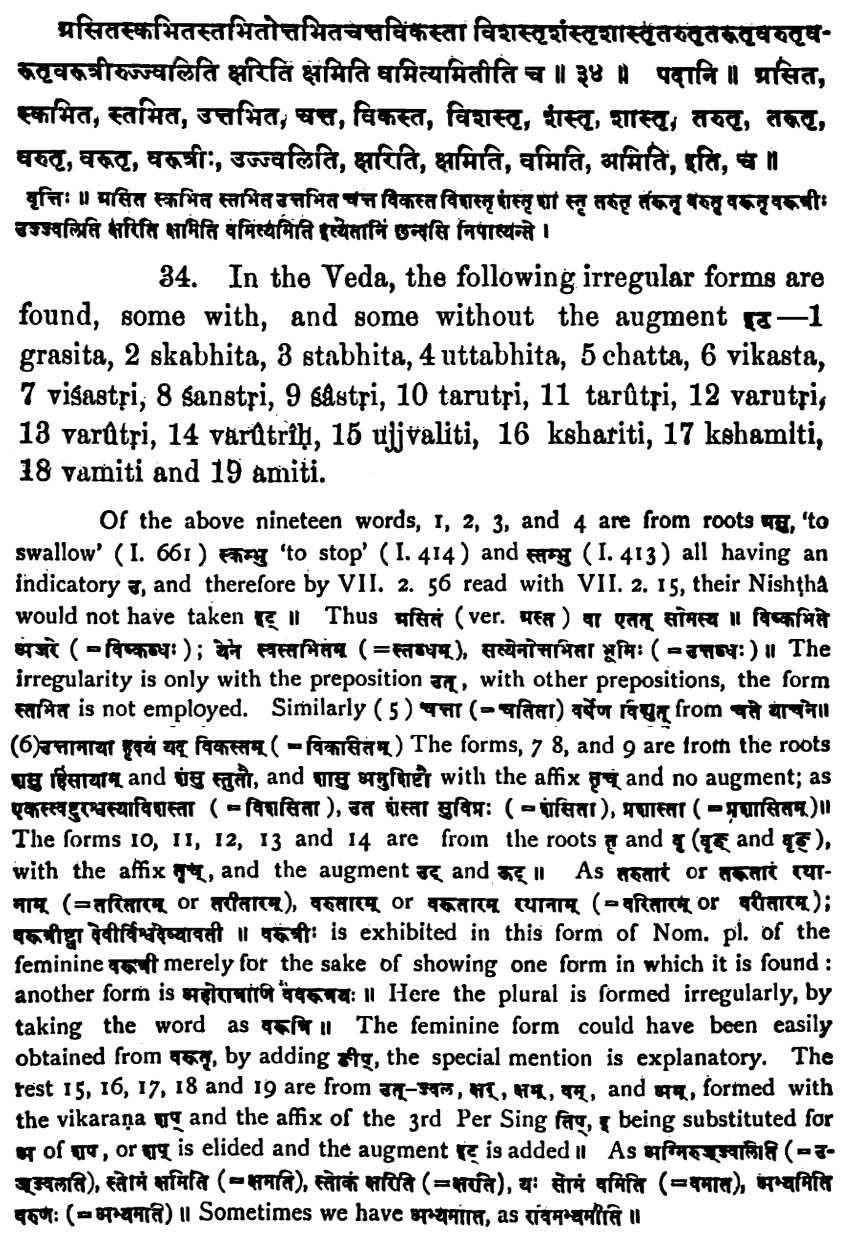 ग्रसितस्कभितस्तभितोत्तभितचत्तविकस्ता विशस्तृशंस्तृशास्तृतरुतृतरूतृवरुतृव-
रूतृवरूत्रीरुज्ज्वलिति क्षरिति क्षमिति वमित्यमितीति च ॥ ३४ ॥ पदानि ॥ ग्रसित,
स्कभित, स्तभित, उत्तभित, चत्त, विकस्त, विशस्तृ, शंस्तृ, शास्तृ, तरुतृ, तरूतृ,
वरुतृ, वरूतृ, वरूत्रीः, उज्ज्वलिति, क्षरिति, क्षमिति, वमिति, अमिति, इति, च ॥
वृत्तिः ॥ ग्रसित स्कभित स्तभित उत्तभित चत्त विकस्त विशस्तृ शंस्तृ शा स्तृ तरुतृ तरूतृ वरुतृ वरूतृ वरूत्रीः
उज्ज्वलिति क्षरिति क्षमिति वमित्यमिति इत्येतानि छन्दसि निपात्यन्ते ।
34. In the Veda, the following irregular forms are
found, some with, and some without the augment इट —1
grasita, 2 skabhita, 3 stabhita, 4 uttabhita, 5 chatta, 6 vikasta,
7 viśastṛi, 8 śanstṛi, 9 śâstṛi, 10 tarutṛi, 11 tarûtṛi, 12 varutṛi,
13 varûtṛi, 14 varûtrîḥ, 15 ujjvaliti, 16 kshariti, 17 kshamiti,
18 vamiti and 19 amiti.
Of the above nineteen words, 1, 2, 3, and 4 are from roots ग्रसु, 'to
swallow' ( I. 661 ) स्कम्भु 'to stop' ( I. 414 ) and स्तम्भु ( I. 413 ) all having an
indicatory उ, and therefore by VII. 2. 56 read with VII. 2. 15, their Nishṭhâ
would not have taken इट् ॥ Thus ग्रसितं ( ver. ग्रस्त ) वा एतत् सोमस्य ॥ विष्कभिते
अजरे ( =विष्कब्धः ) ; येन स्वस्तभितम् (=स्तब्धम्), सत्येनोत्तभिता भूमिः ( =उत्तब्धः ) ॥ The
irregularity is only with the preposition उत्, with other prepositions, the form
स्तभित is not employed. Similarly ( 5 ) चत्ता (=चतिता) वर्षेण विद्युत् from चते याचने॥
(6)उत्तानाया हृदयं यद् विकस्तम् ( =विकासितम् ) The forms, 7 8, and 9 are from the roots
शसु हिंसायाम् and शंसु स्तुतौ, and शासु अनुशिष्टौ with the affix तृच् and no augment; as
एकस्त्वष्टुरश्वस्याविशस्ता ( =विशसिता ), उत शंस्ता सुविप्रः ( =शंसिता ), प्रशास्ता ( =प्रशासितम् )॥
The forms 10, 11, 12, 13 and 14 are from the roots तृ and वृ (वृङ् and वृञ्),
with the affix तृच्, and the augment उट् and ऊट् ॥ As तरुतारं or तरूतारं रथा-
नाम् (=तरितारम् or तरीतारम्), वरुतारम् or वरूतारम् रथानाम् (=वरितारम् or वरीतारम्);
वरूत्रीष्ट्वा देवीर्विश्वदेव्यावती ॥ वरूत्रीः is exhibited in this form of Nom. pl. of the
feminine वरूत्री merely for the sake of showing one form in which it is found :
another form is अहोरात्राणि वैवरूत्रयः ॥ Here the plural is formed irregularly, by
taking the word as वरूत्रि ॥ The feminine form could have been easily
obtained from वरूतृ, by adding ङीप्, the special mention is explanatory. The
rest 15, 16, 17, 18 and 19 are from उत्-ज्वल, क्षर्, क्षम्, वम्, and अम्, formed with
the vikaraṇa शप् and the affix of the 3rd Per Sing तिप्, इ being substituted for
अ of शप, or शप् is elided and the augment इट् is added ॥ As अग्निरुज्ज्वलिति (=उ-
ज्ज्वलति), स्तोमं क्षमिति (=क्षमति), स्तोकं क्षरिति (=क्षरति), यः सोमं वमिति (=वमति), अभ्यमिति
वरुणः (=अभ्यमति) ॥ Sometimes we have अभ्यमीति, as रविमभ्यमीति ॥